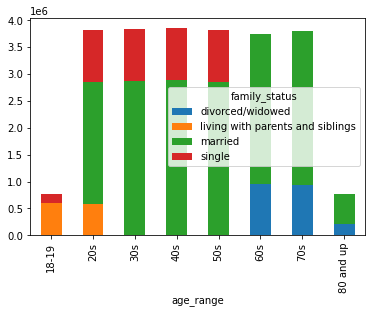 1e6
4.0
3.5
3.0
2.5
2.0
1.5
1.0
0.5
0.0
family_status
divorced/widowed
living with parents and siblings
married
single
18-19
20s
30s
40s
50s
60s
70s
80 and up
age_range